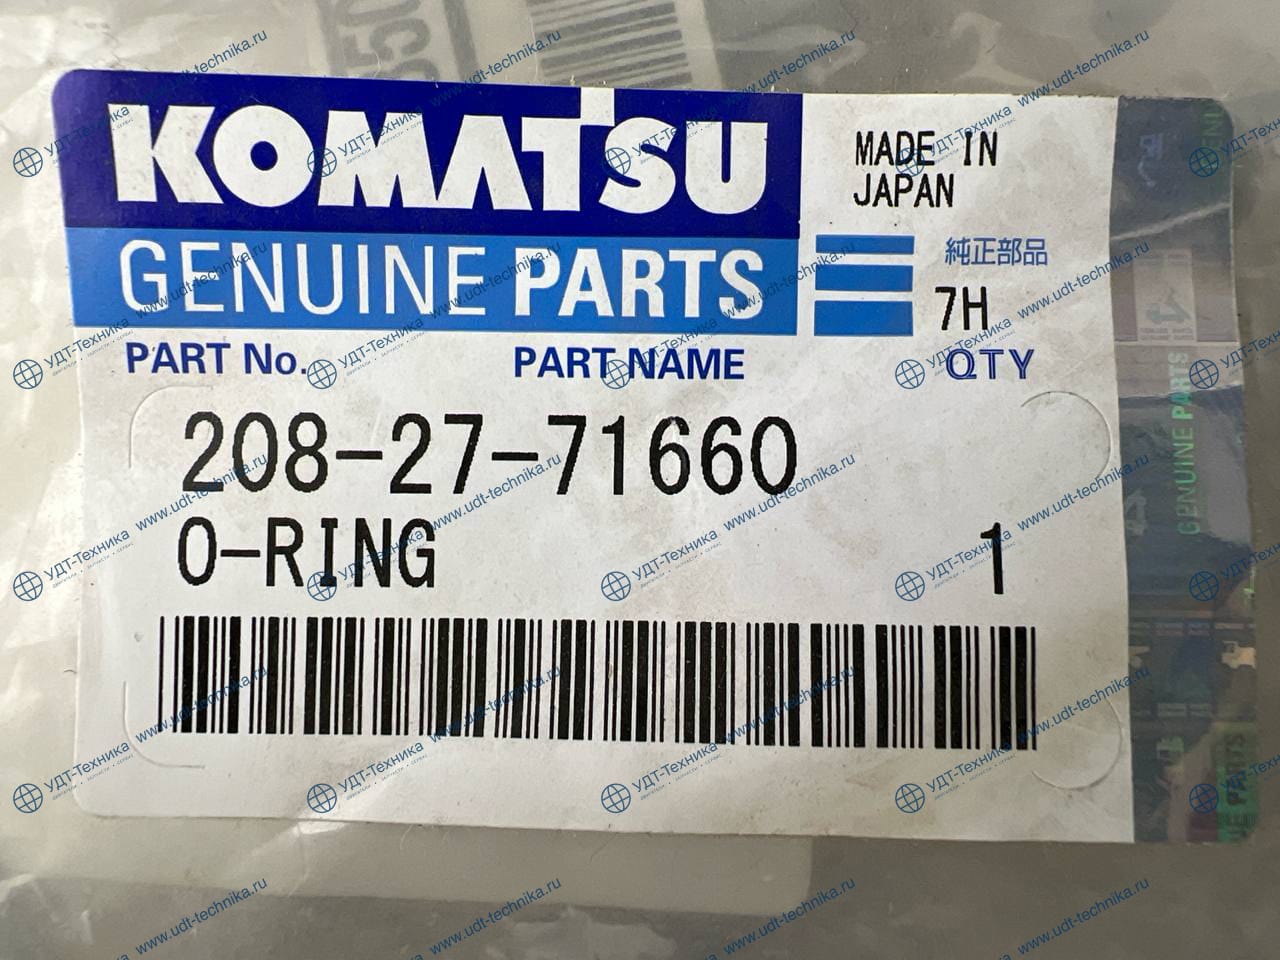 KOMATSU
GENUINE PARTS
MADE IN
JAPAN
純正部品
7H
PART No.
PART NAME
QTY
208-27-71660
O-RING
1
GENUINE PARTS
УДТ-Техника
www.udt-technika.ru